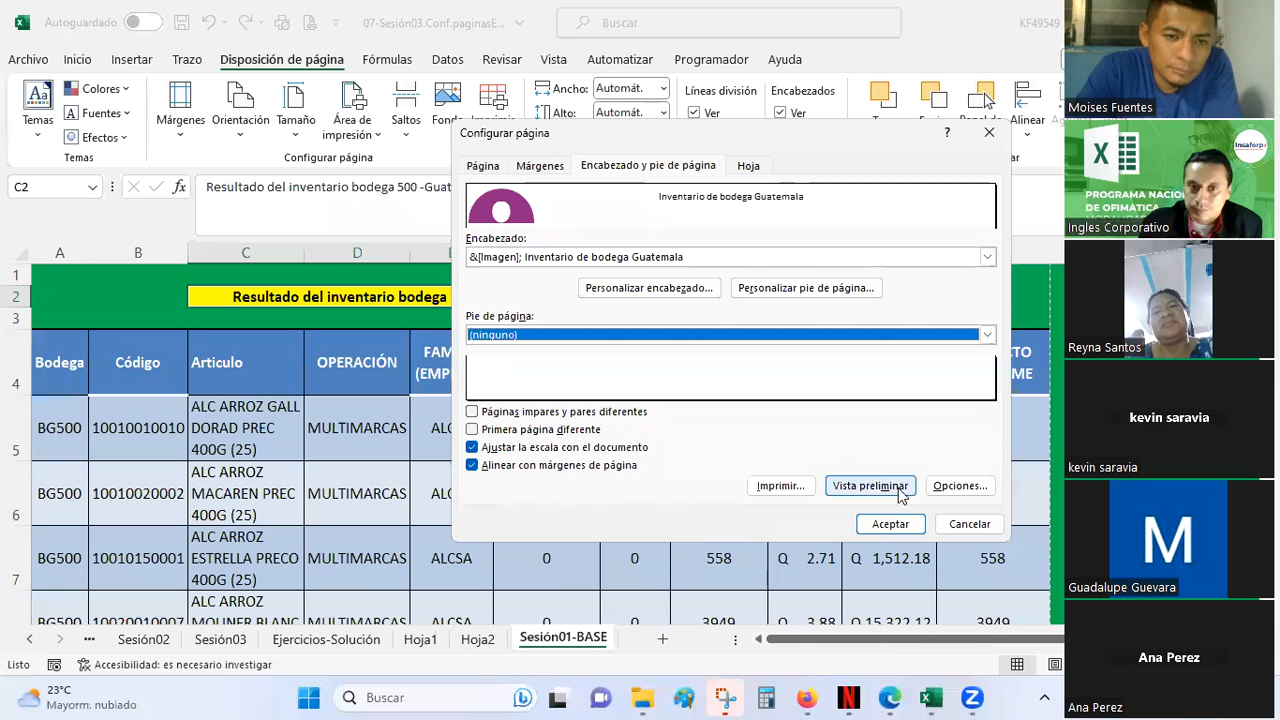 Autoguardado
07-Sesión03.Conf.paginasE...
Buscar
KF49549
Archivo Inicio Insertar Trazo Disposición de página Fórmulas Datos Revisar Vista Automatizar Programador Ayuda
Temas
Colores
Fuentes
Efectos
Temas
Márgenes
Orientación
Tamaño
Área de
impresión
Saltos
Configurar página
Ancho: Automát.
Automát.
Líneas división
Ver
Encabezados
Ver
Alinear
C2
Resultado del inventario bodega 500 -Guat
A B C D
1
2 Resultado del inventario bodega
3
4 Bodega Código Articulo OPERACIÓN
5 BG500 10010010010 ALC ARROZ GALL DORAD PREC 400G (25) MULTIMARCAS
6 BG500 10010020002 ALC ARROZ MACAREN PREC 400G (25) MULTIMARCAS
7 BG500 10010150001 ALC ARROZ ESTRELLA PRECO 400G (25) MULTIMARCAS ALCSA 0 0 558 Q 2.71 Q 1,512.18 558
ALC ARROZ
3949
Configurar página
?
Página Márgenes Encabezado y pie de página Hoja
Inventario de bodega Guatemala
Encabezado:
&[Imagen]; Inventario de bodega Guatemala
Personalizar encabezado... Personalizar pie de página...
Pie de página:
(ninguno)
Páginas impares y pares diferentes
Primera página diferente
Ajustar la escala con el documento
Alinear con márgenes de página
Imprimir... Vista preliminar Opciones...
Aceptar Cancelar
Sesión02 Sesión03 Ejercicios-Solución Hoja1 Hoja2 Sesión01-BASE
Listo
Accesibilidad: es necesario investigar
23°C
Mayorm. nublado
Buscar
Moises Fuentes
Insaforp
PROGRAMA NACI
DE OFIMATICA
Ingles Corporativo
Reyna Santos
kevin saravia
kevin saravia
M
Guadalupe Guevara
Ana Perez
Ana Perez